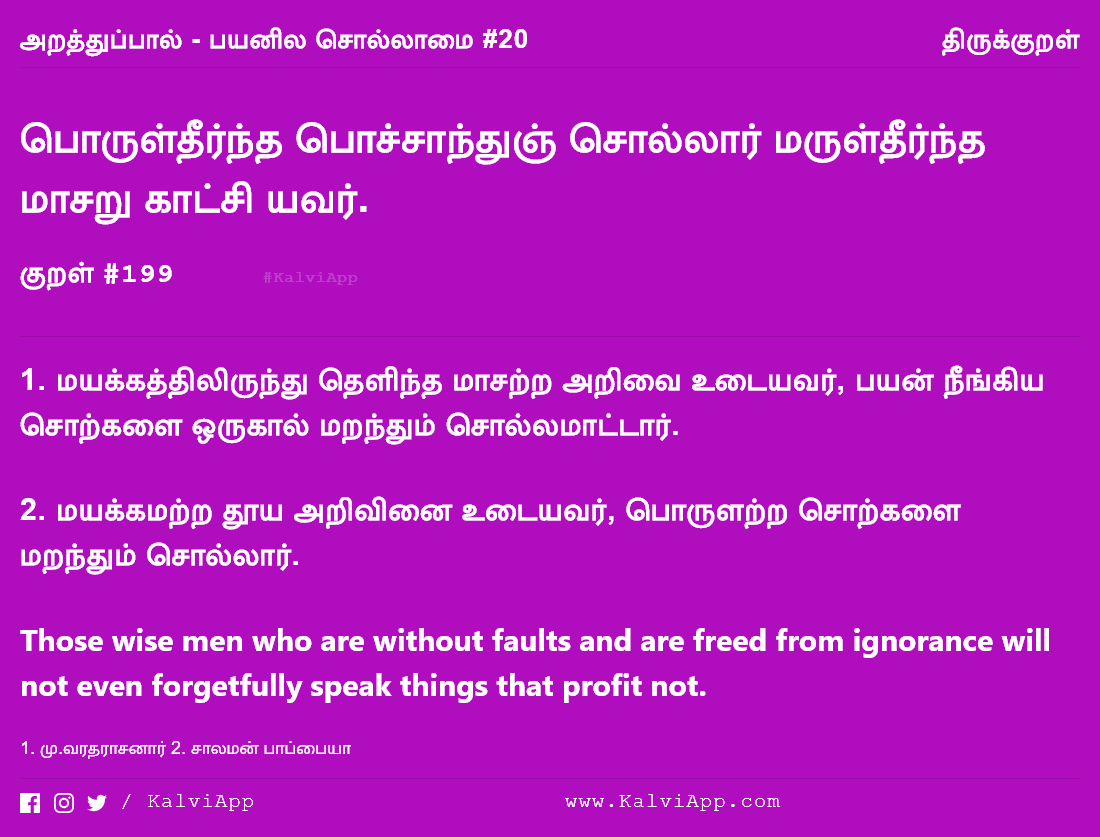 அறத்துப்பால் - பயனில சொல்லாமை #20
திருக்குறள்
பொருள்தீர்ந்த பொச்சாந்துஞ் சொல்லார் மருள்தீர்ந்த
மாசறு காட்சி யவர்.
குறள் #199
#KalviApp
1. மயக்கத்திலிருந்து தெளிந்த மாசற்ற அறிவை உடையவர், பயன் நீங்கிய
சொற்களை ஒருகால் மறந்தும் சொல்லமாட்டார்.
2. மயக்கமற்ற தூய அறிவினை உடையவர், பொருளற்ற சொற்களை
மறந்தும் சொல்லார்.
Those wise men who are without faults and are freed from ignorance will
not even forgetfully speak things that profit not.
1. மு.வரதராசனார் 2. சாலமன் பாப்பையா
/ KalviApp
www.KalviApp.com